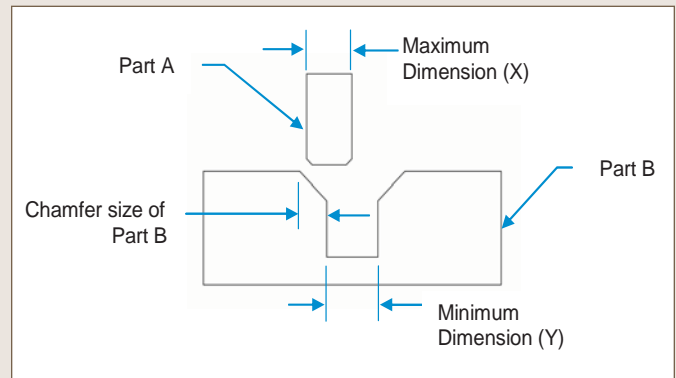 Maximum
Dimension (X)
Part A
Part B
Chamfer size of
Part B
Minimum
Dimension (Y)